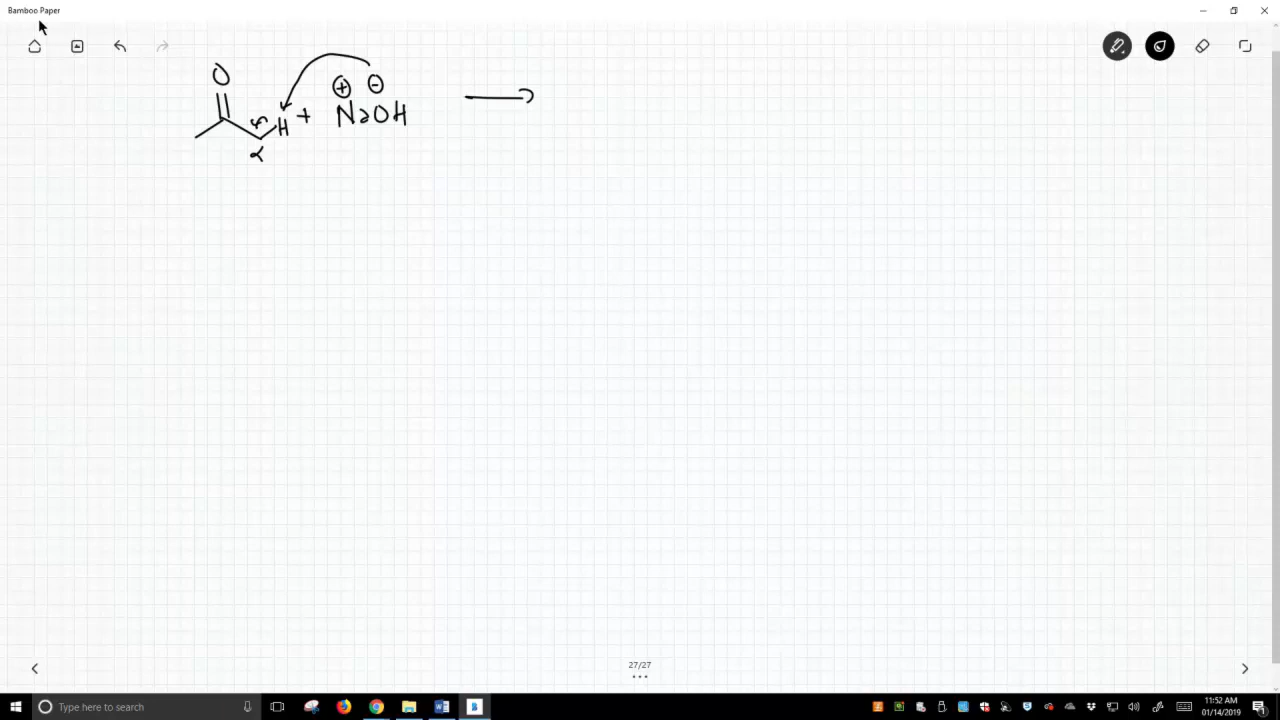 Bamboo Paper
O
⊕ ⊖
H + NaOH
α
27/27
Type here to search
11:52 AM
01/14/2019